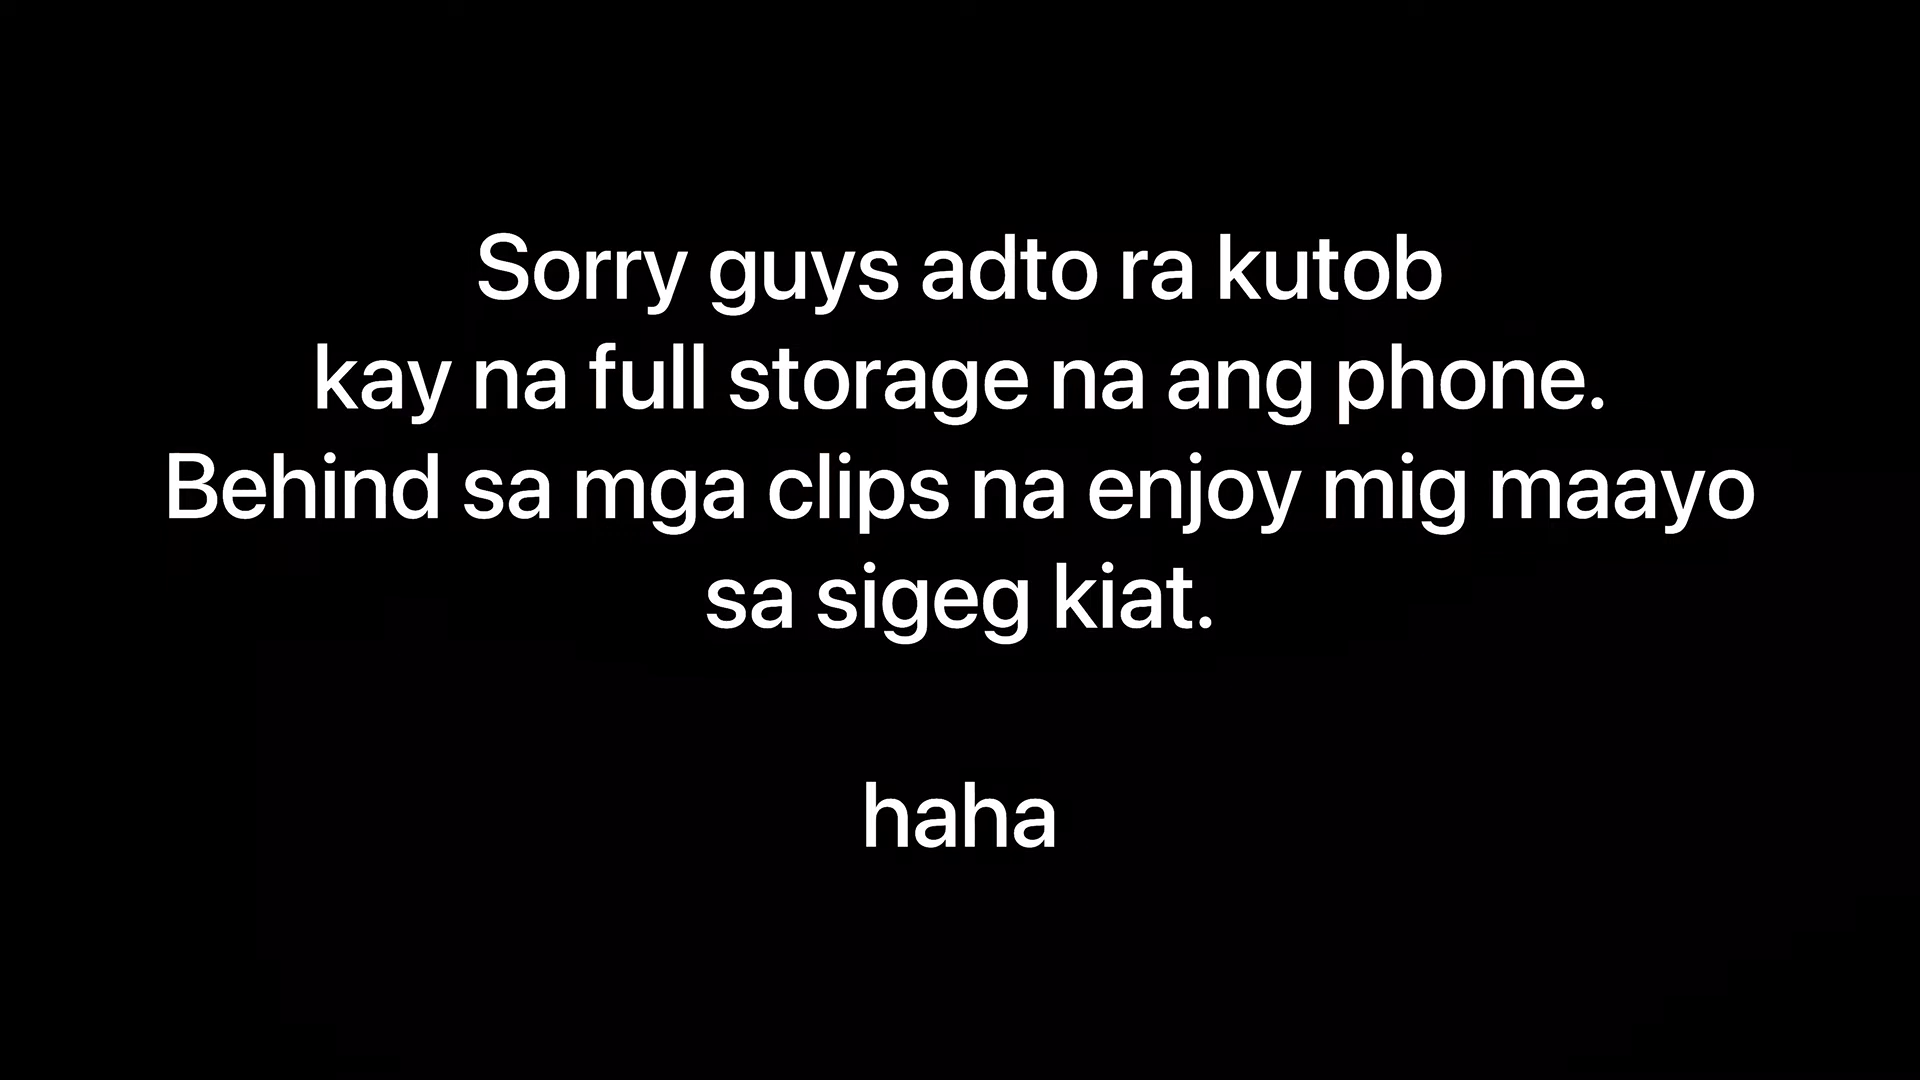 Sorry guys adto ra kutob
kay na full storage na ang phone.
Behind sa mga clips na enjoy mig maayo
sa sigeg kiat.
haha